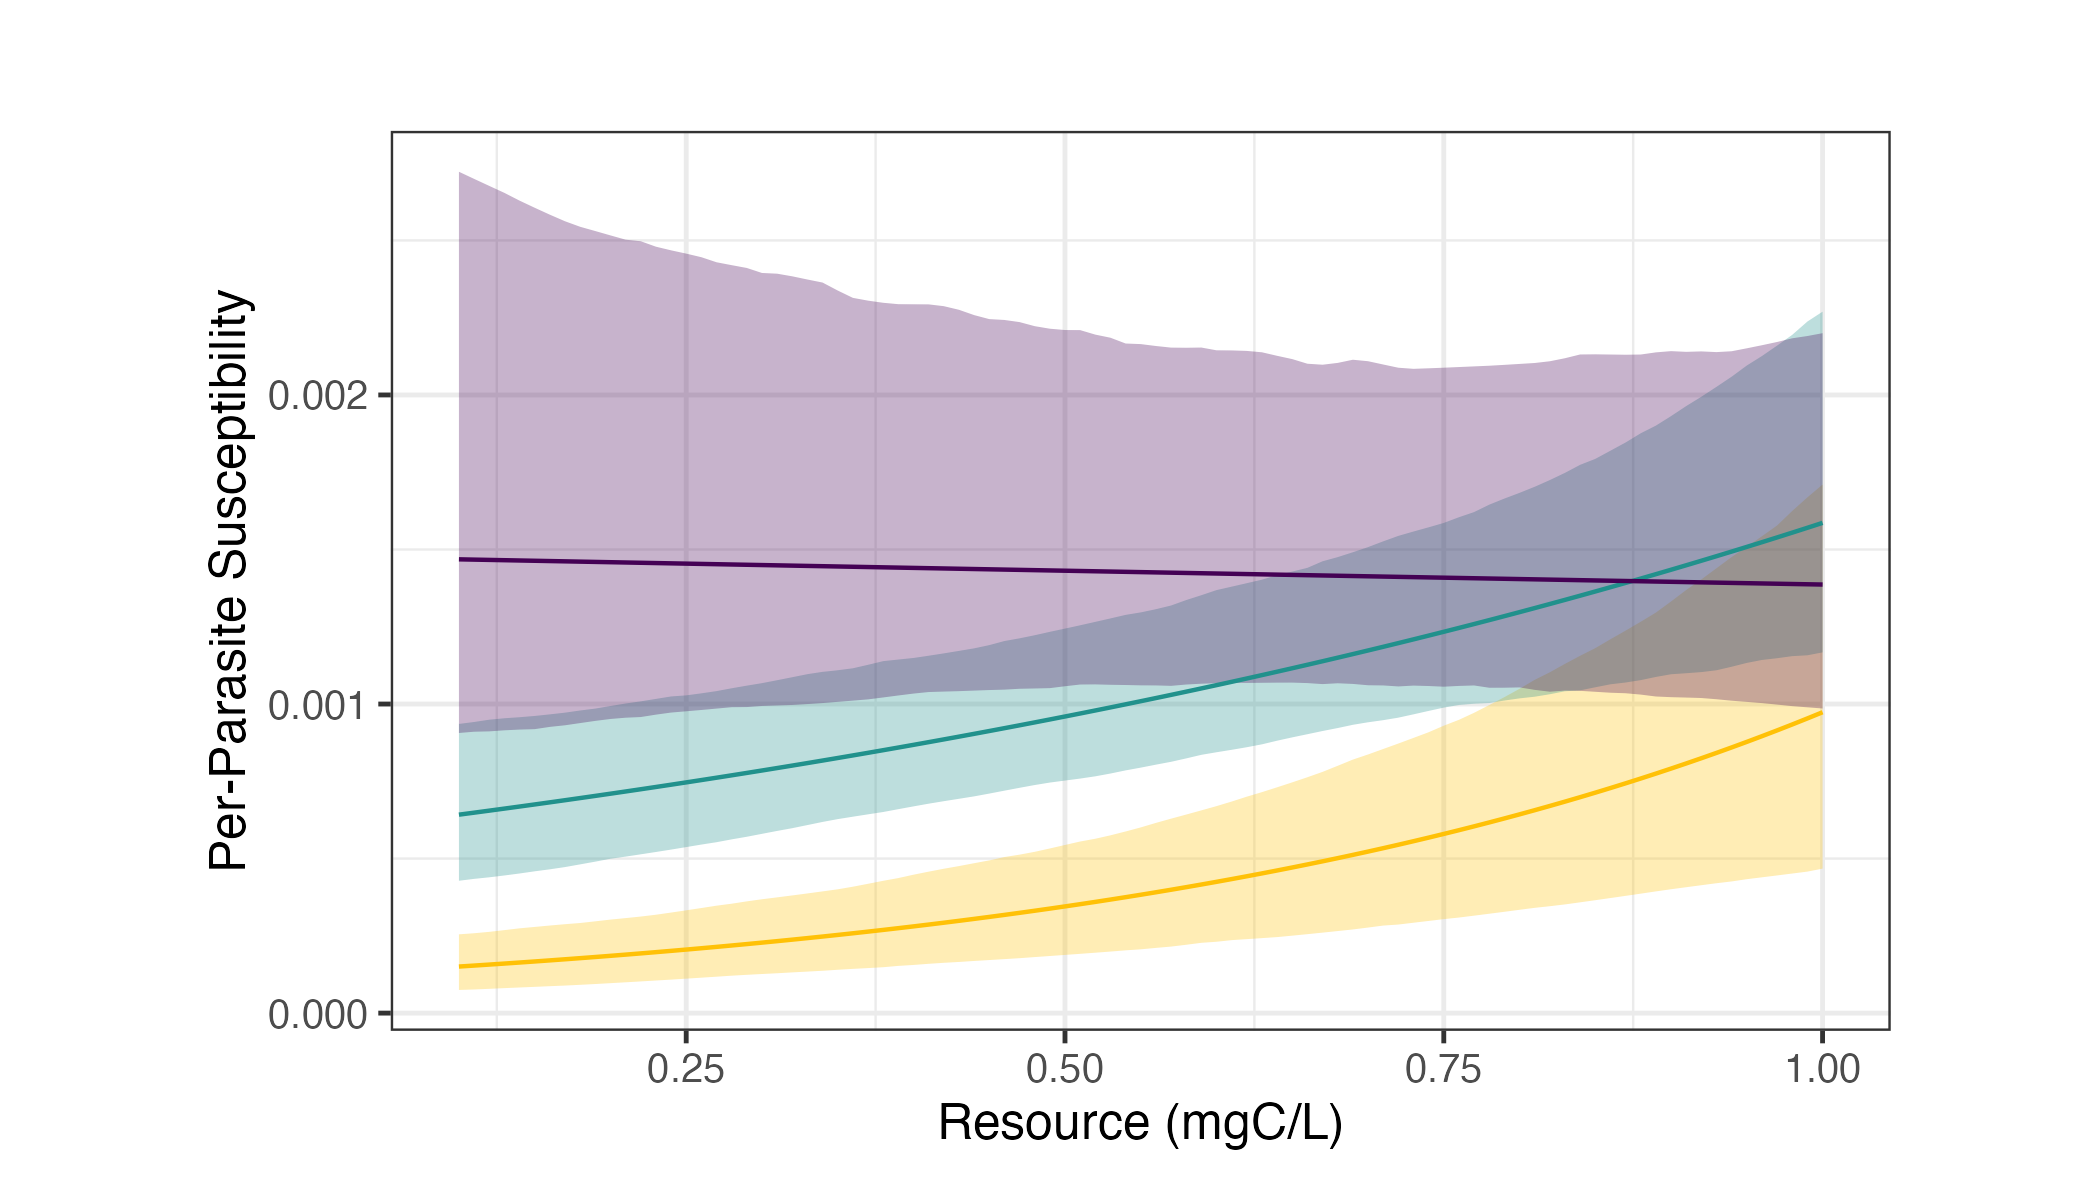 Per-Parasite Susceptibility
0.002
0.001
0.000
0.25 0.50 0.75 1.00
Resource (mgC/L)